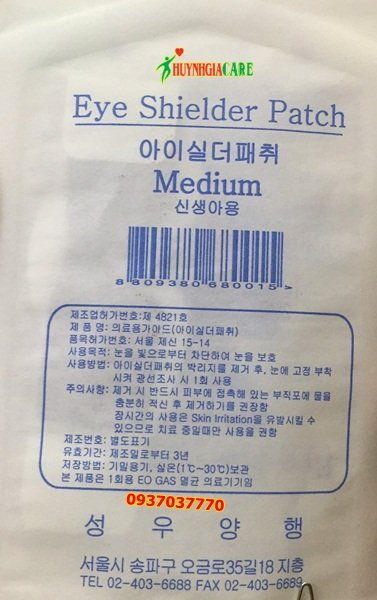 HUYNHGIACARE
Eye Shielder Patch
아이실더패취
Medium
신생아용
8 809380 680015 >
제조업허가번호:제 4821호
제 품 명: 의료용가아드(아이실더패취)
품목허가번호: 서울 제신 15-14
사용목적: 눈을 빛으로부터 차단하여 눈을 보호
사용방법: 아이실더패취의 박리지를 제거 후, 눈에 고정 부착
시켜 광선조사 시 1회 사용
주의사항: 제거 시 반드시 피부에 접촉해 있는 부직포에 물을
충분히 적신 후 제거하기를 권장함
장시간의 사용은 Skin Irritation을 유발시킬 수
있으므로 치료 중일때만 사용을 권함
제조번호: 별도표기
유효기간: 제조일로부터 3년
저장방법: 기밀용기, 실온(1℃~30℃)보관
본 제품은 1회용 EO GAS 멸균 의료기기임
0937037770
성 우 양 행
서울시 송파구 오금로35길18 지층
TEL 02-403-6688 FAX 02-403-6689